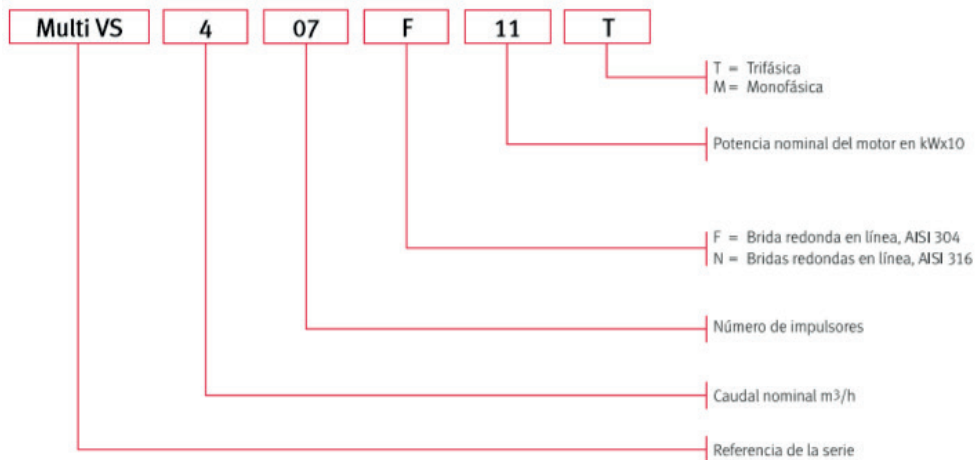 Multi VS 4 07 F 11 T
T = Trifásica
M = Monofásica
Potencia nominal del motor en kWx10
F = Brida redonda en línea, AISI 304
N = Bridas redondas en línea, AISI 316
Número de impulsores
Caudal nominal m3/h
Referencia de la serie